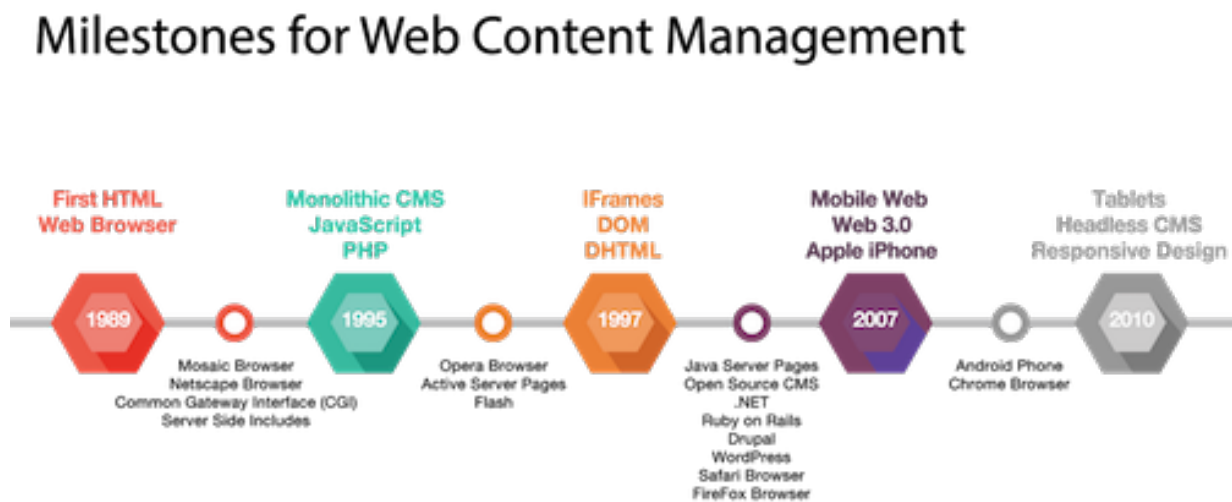 Milestones for Web Content Management
First HTML
Web Browser
1989
Mosaic Browser
Netscape Browser
Common Gateway Interface (CGI)
Server Side Includes
Monolithic CMS
JavaScript
PHP
1995
Opera Browser
Active Server Pages
Flash
IFrames
DOM
DHTML
1997
Java Server Pages
Open Source CMS
.NET
Ruby on Rails
Drupal
WordPress
Safari Browser
FireFox Browser
Mobile Web
Web 3.0
Apple iPhone
2007
Android Phone
Chrome Browser
Tablets
Headless CMS
Responsive Design
2010